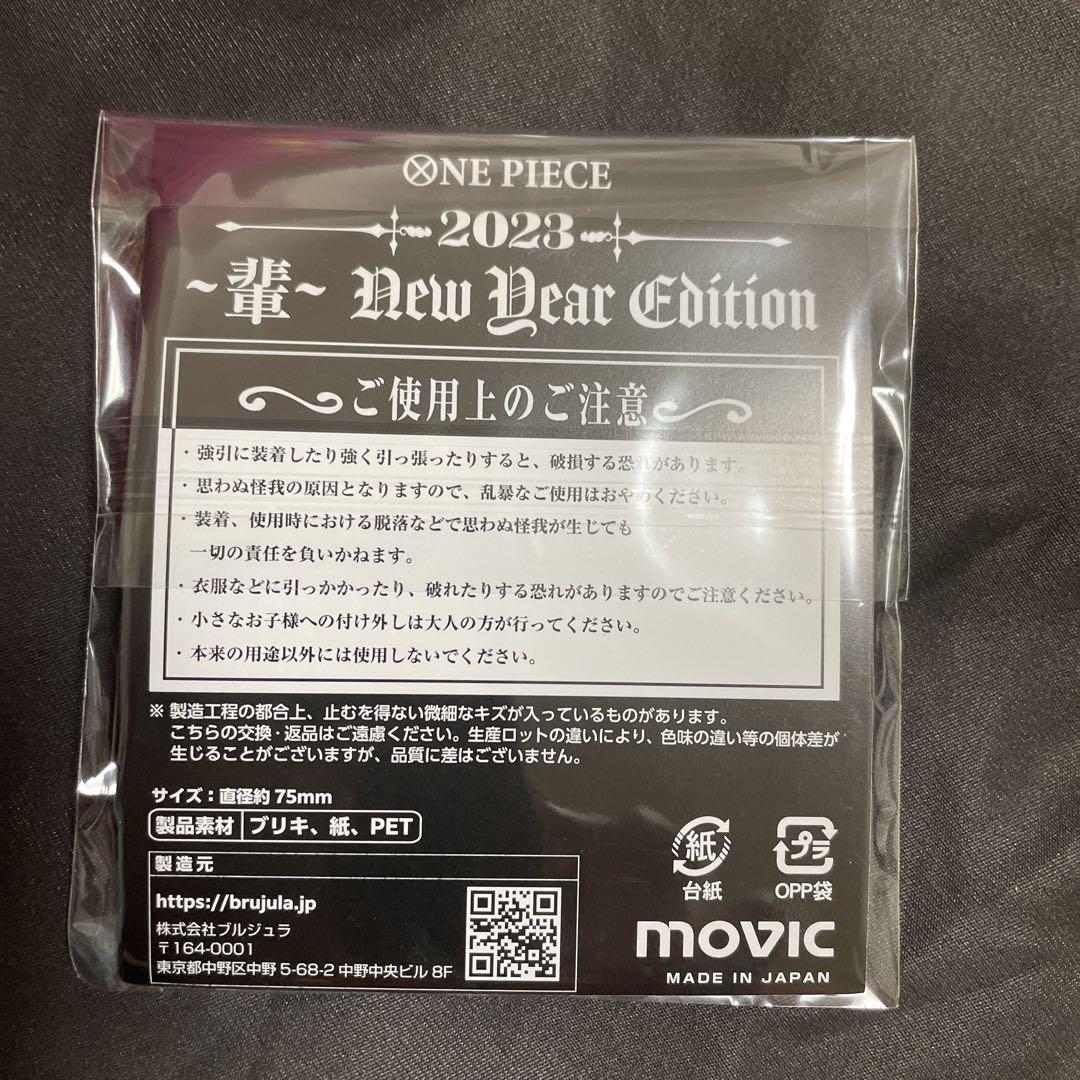 ONE PIECE
2023
~輩~ New Year Edition
ご使用上のご注意
・強引に装着したり強く引っ張ったりすると、破損する恐れがあります。
・思わぬ怪我の原因となりますので、乱暴なご使用はおやめください。
・装着、使用時における脱落などで思わぬ怪我が生じても
一切の責任を負いかねます。
・衣服などに引っかかったり、破れたりする恐れがありますのでご注意ください。
・小さなお子様への付け外しは大人の方が行ってください。
・本来の用途以外には使用しないでください。
※ 製造工程の都合上、止むを得ない微細なキズが入っているものがあります。
こちらの交換・返品はご遠慮ください。生産ロットの違いにより、色味の違い等の個体差が
生じることがございますが、品質に差はございません。
サイズ：直径約 75mm
製品素材 ブリキ、紙、PET
製造元
https://brujula.jp
株式会社ブルジュラ
〒164-0001
東京都中野区中野 5-68-2 中野中央ビル 8F
紙
台紙
プラ
OPP袋
movic
MADE IN JAPAN